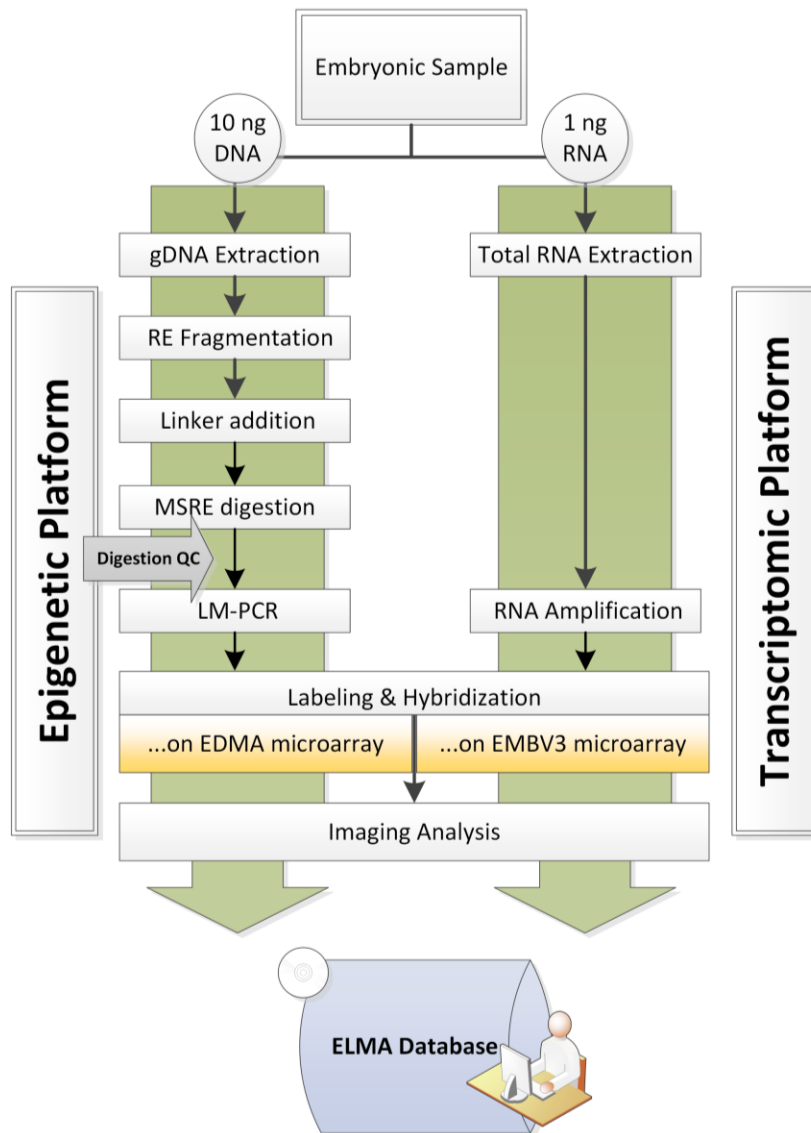 Embryonic Sample
10 ng
DNA
1 ng
RNA
gDNA Extraction
Total RNA Extraction
RE Fragmentation
Linker addition
MSRE digestion
Digestion QC
LM-PCR
RNA Amplification
Epigenetic Platform
Transcriptomic Platform
Labeling & Hybridization
...on EDMA microarray
...on EMBV3 microarray
Imaging Analysis
ELMA Database